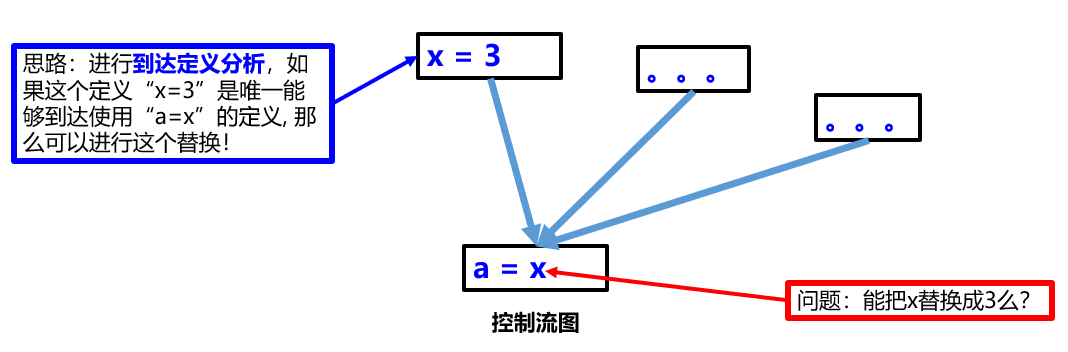 思路：进行到达定义分析，如
果这个定义“x=3”是唯一能
够到达使用“a=x”的定义, 那
么可以进行这个替换！
x = 3
。。。
。。。
a = x
问题：能把x替换成3么？
控制流图